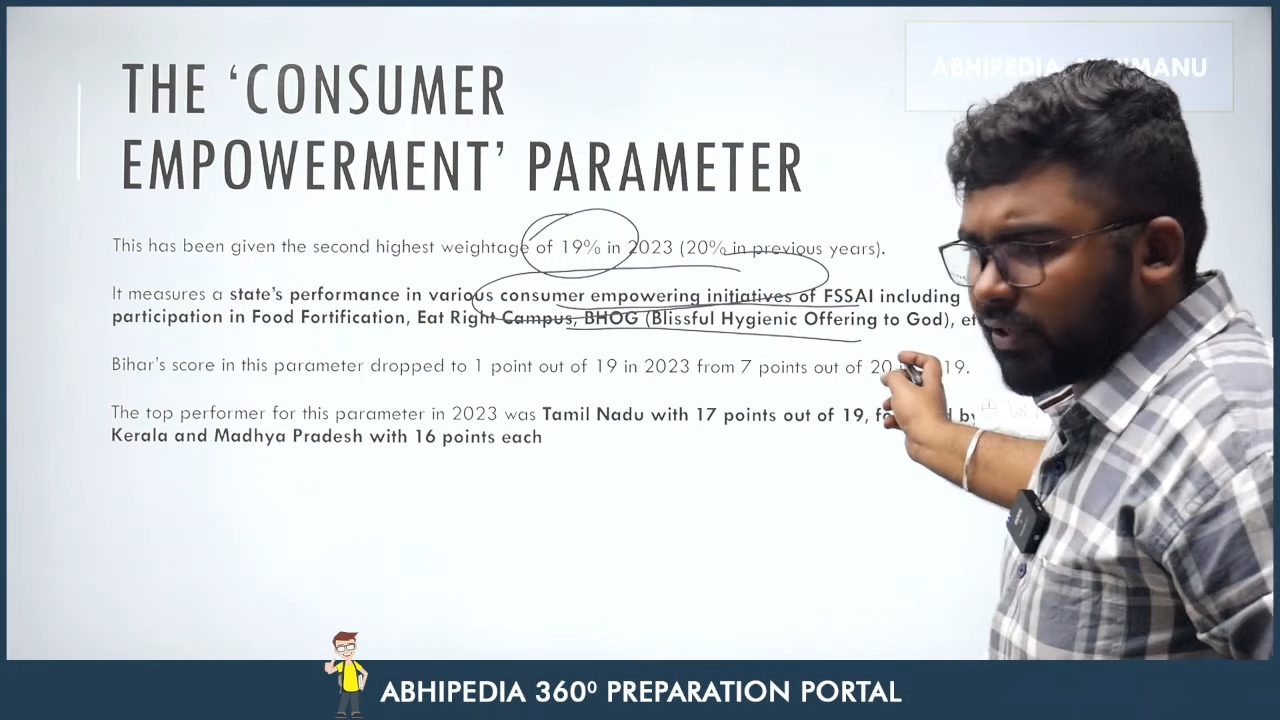 ABHIPEDIA
MANU
THE ‘CONSUMER
EMPOWERMENT’ PARAMETER
This has been given the second highest weightage of 19% in 2023 (20% in previous years).
It measures a state’s performance in various consumer empowering initiatives of FSSAI including
participation in Food Fortification, Eat Right Campus, BHOG (Blissful Hygienic Offering to God),
Bihar’s score in this parameter dropped to 1 point out of 19 in 2023 from 7 points out of 20 19.
The top performer for this parameter in 2023 was Tamil Nadu with 17 points out of 19, by
Kerala and Madhya Pradesh with 16 points each
ABHIPEDIA 360⁰ PREPARATION PORTAL